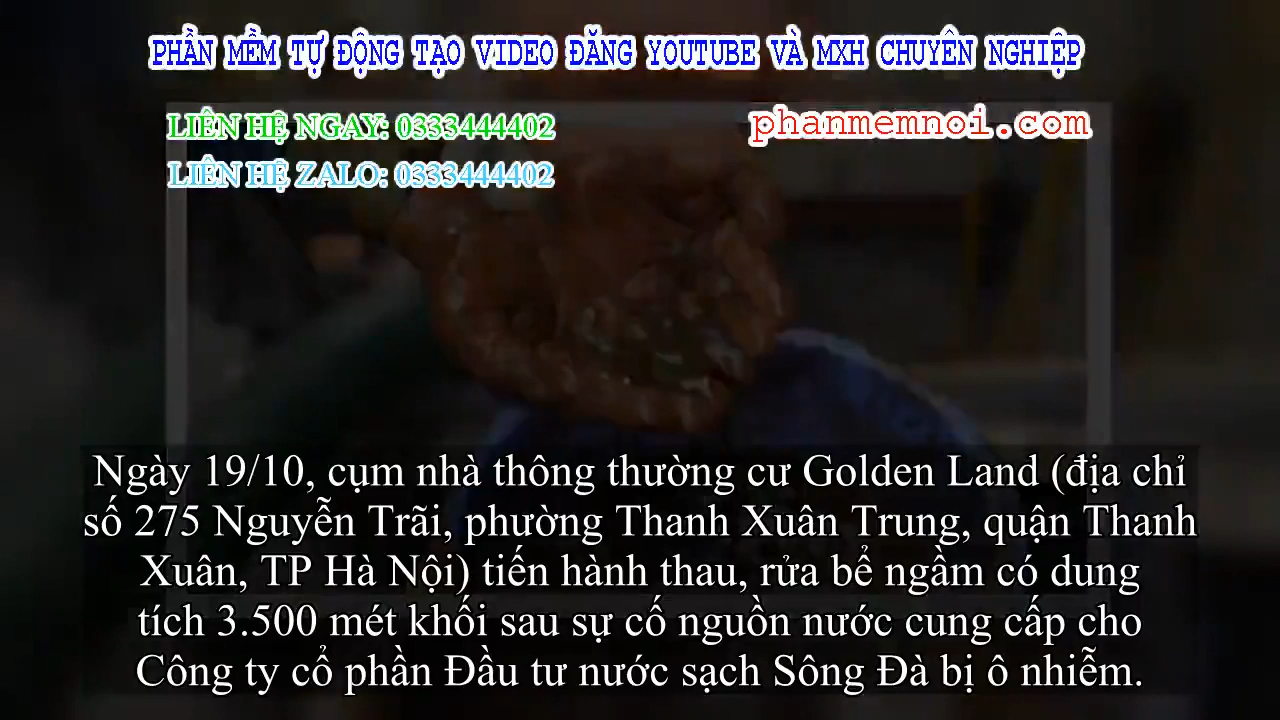 PHẦN MỀM TỰ ĐỘNG TẠO VIDEO ĐĂNG YOUTUBE VÀ MXH CHUYÊN NGHIỆP
LIÊN HỆ NGAY: 0333444402
phanmemnoi.com
LIÊN HỆ ZALO: 0333444402
Ngày 19/10, cụm nhà thông thường cư Golden Land (địa chỉ
số 275 Nguyễn Trãi, phường Thanh Xuân Trung, quận Thanh
Xuân, TP Hà Nội) tiến hành thau, rửa bể ngầm có dung
tích 3.500 mét khối sau sự cố nguồn nước cung cấp cho
Công ty cổ phần Đầu tư nước sạch Sông Đà bị ô nhiễm.